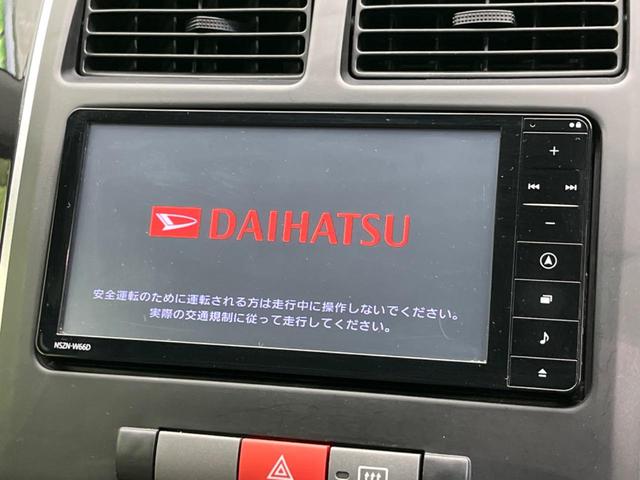 DAIHATSU
安全運転のために運転される方は走行中に操作しないでください。
実際の交通規制に従って走行してください。
NSZN-W66D